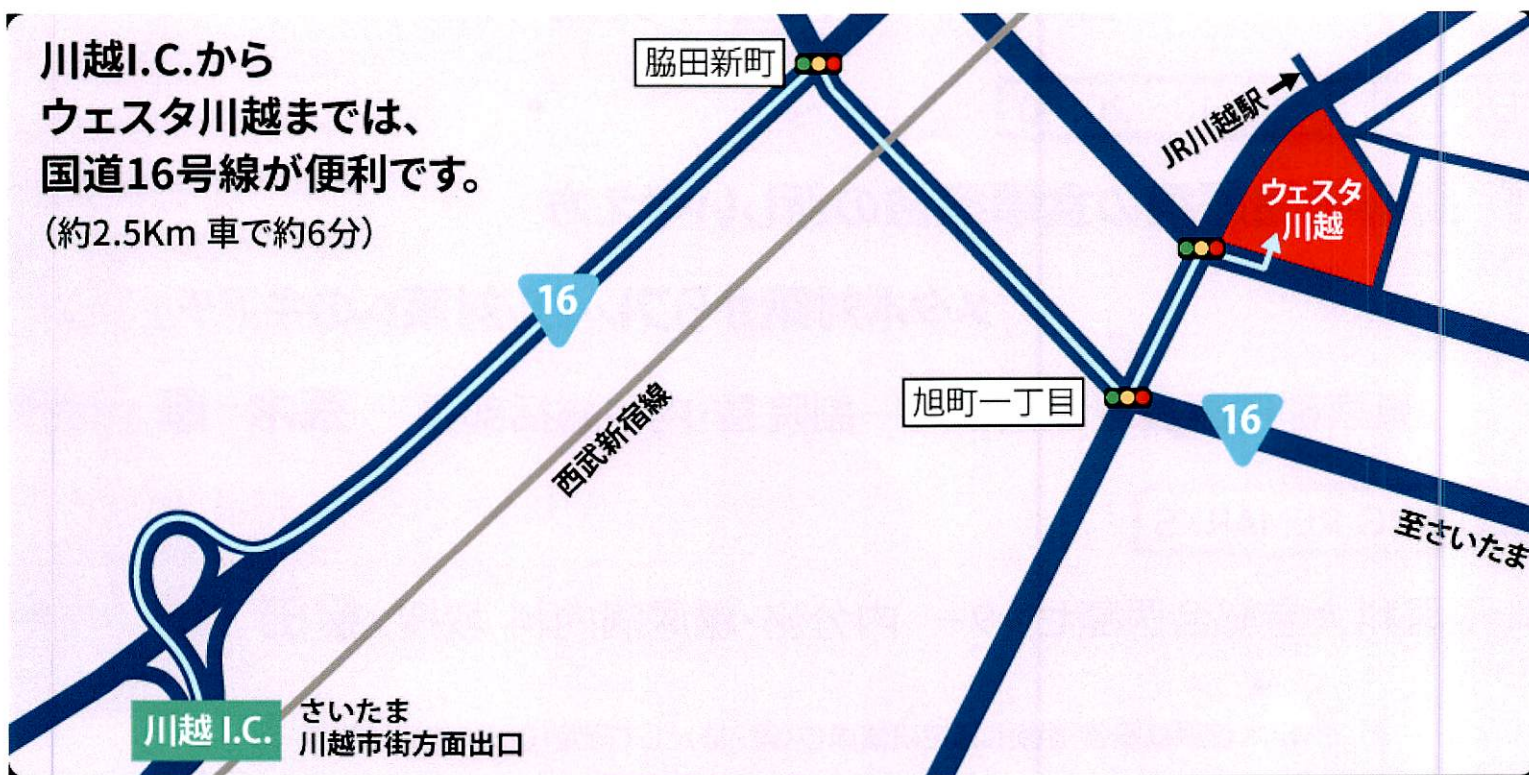 川越I.C.から
ウェスタ川越までは、
国道16号線が便利です。
（約2.5Km 車で約6分）
脇田新町
JR川越駅
ウェスタ
川越
16
西武新宿線
旭町一丁目
16
至さいたま
川越 I.C.
さいたま
川越市街方面出口